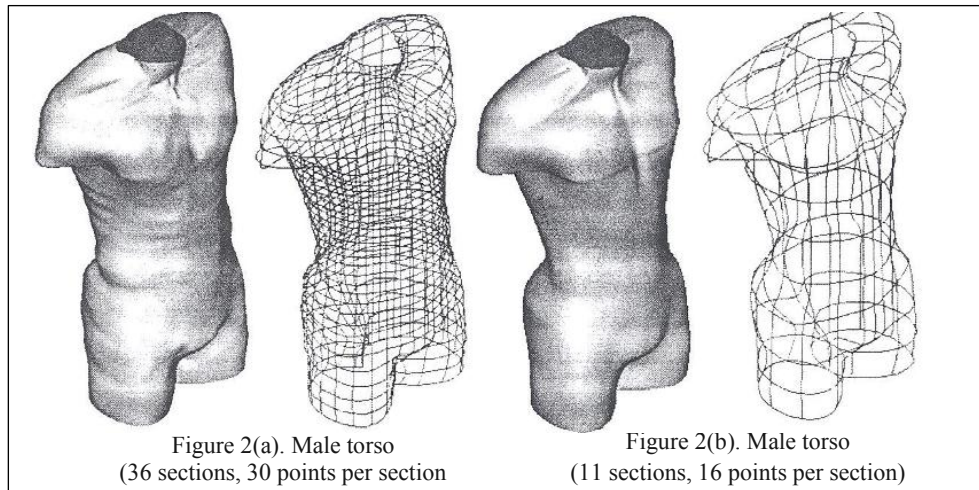 Figure 2(a). Male torso
(36 sections, 30 points per section
Figure 2(b). Male torso
(11 sections, 16 points per section)